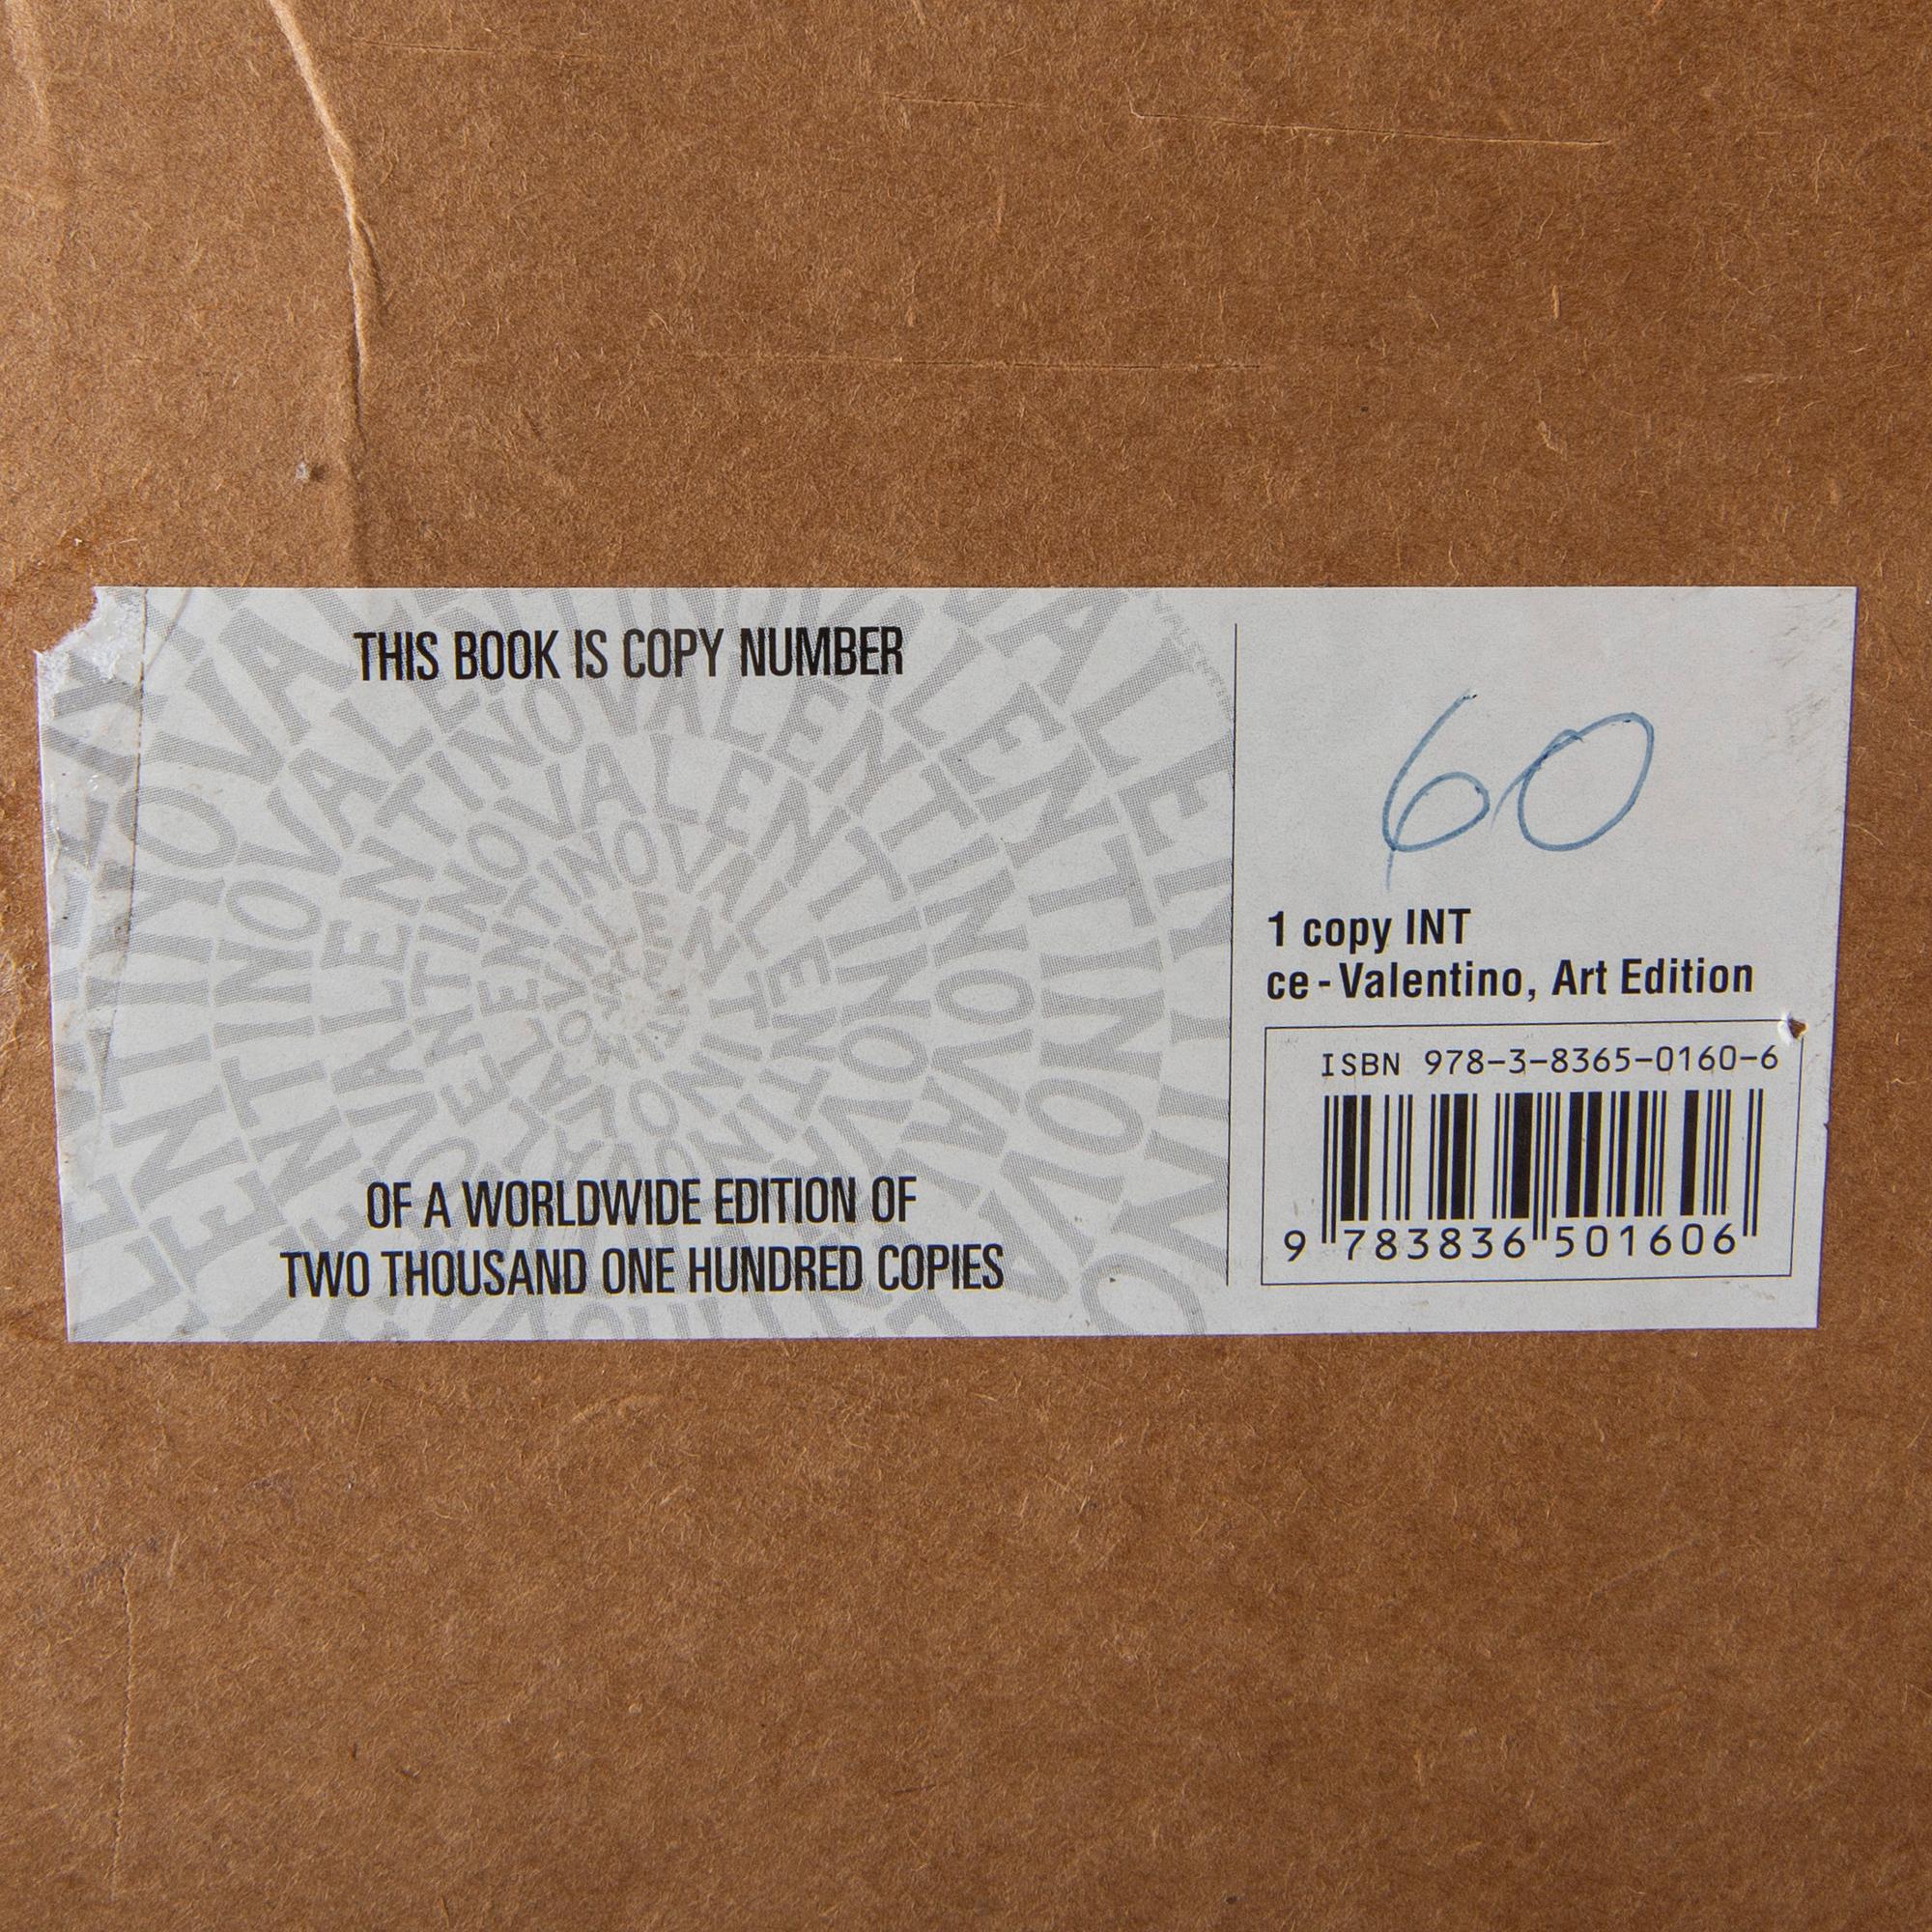 THIS BOOK IS COPY NUMBER
OF A WORLDWIDE EDITION OF
TWO THOUSAND ONE HUNDRED COPIES
60
1 copy INT
ce - Valentino, Art Edition
ISBN 978-3-8365-0160-6
9 783836 501606